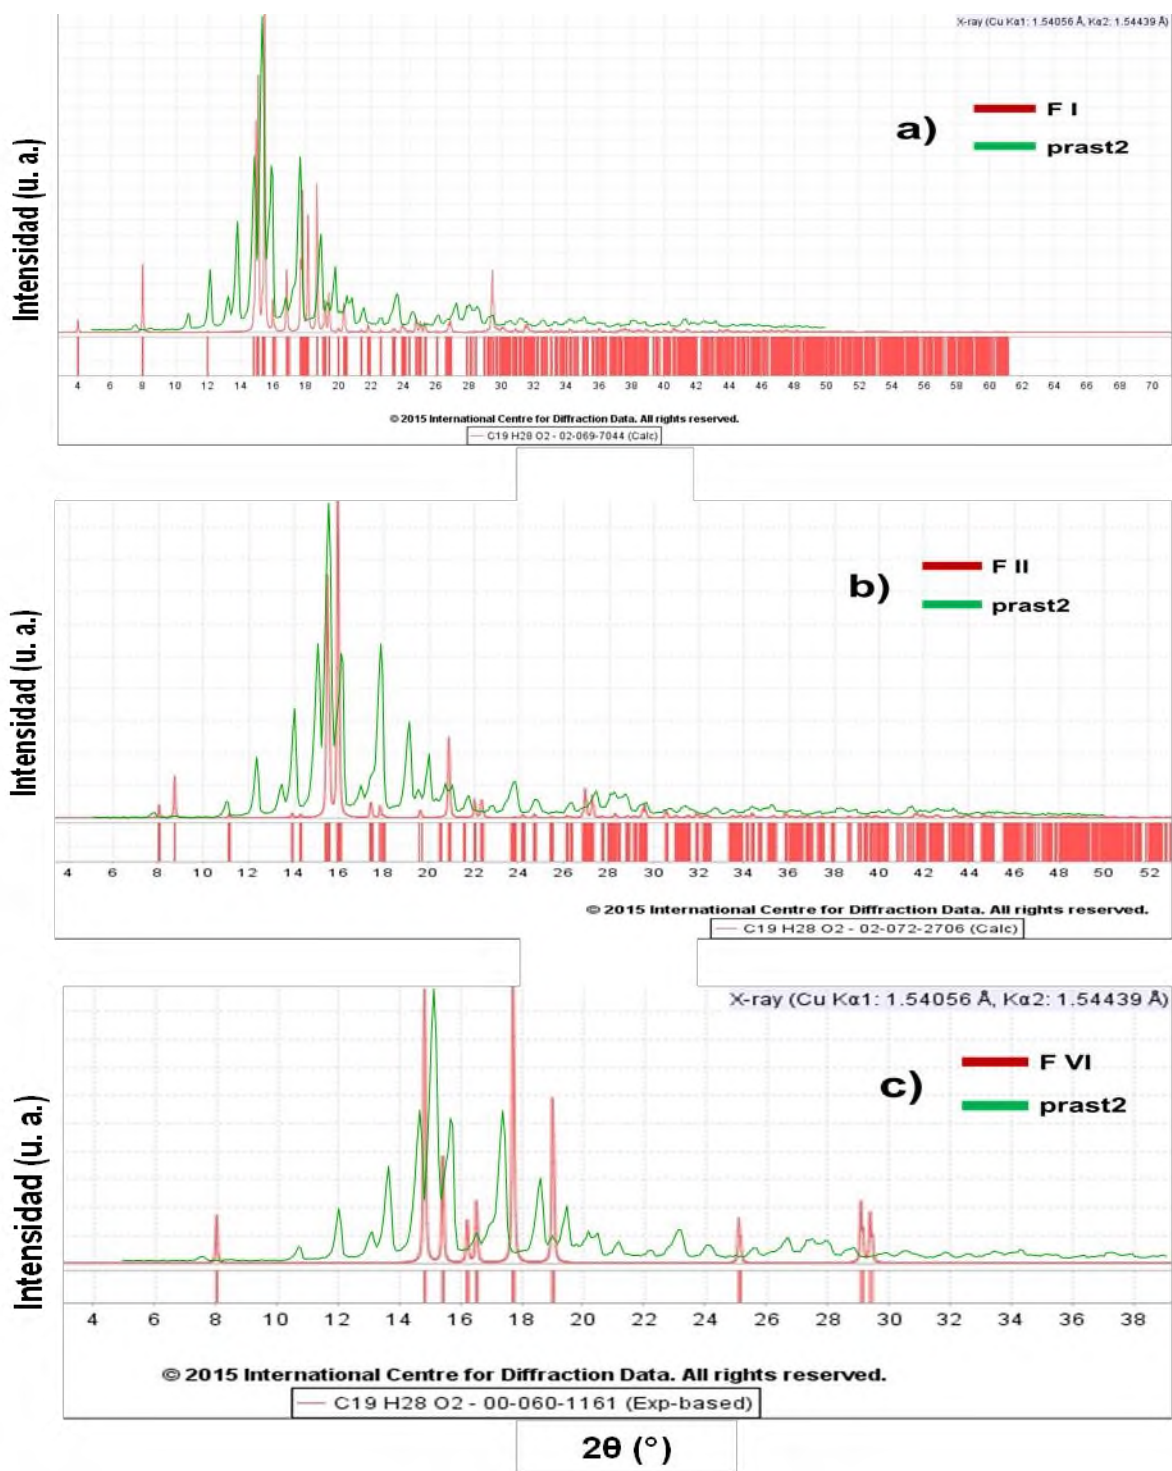 X-ray (Cu Kα1: 1.54056 Å, Kα2: 1.54439 Å)
Intensidad (u. a.)
a)
F I
prast2
4 6 8 10 12 14 16 18 20 22 24 26 28 30 32 34 36 38 40 42 44 46 48 50 52 54 56 58 60 62 64 66 68 70
© 2015 International Centre for Diffraction Data. All rights reserved.
C19 H28 O2 - 02-069-7044 (Calc)
Intensidad (u. a.)
b)
F II
prast2
4 6 8 10 12 14 16 18 20 22 24 26 28 30 32 34 36 38 40 42 44 46 48 50 52
© 2015 International Centre for Diffraction Data. All rights reserved.
C19 H28 O2 - 02-072-2706 (Calc)
X-ray (Cu Kα1: 1.54056 Å, Kα2: 1.54439 Å)
Intensidad (u. a.)
c)
F VI
prast2
4 6 8 10 12 14 16 18 20 22 24 26 28 30 32 34 36 38
© 2015 International Centre for Diffraction Data. All rights reserved.
C19 H28 O2 - 00-060-1161 (Exp-based)
2θ (°)